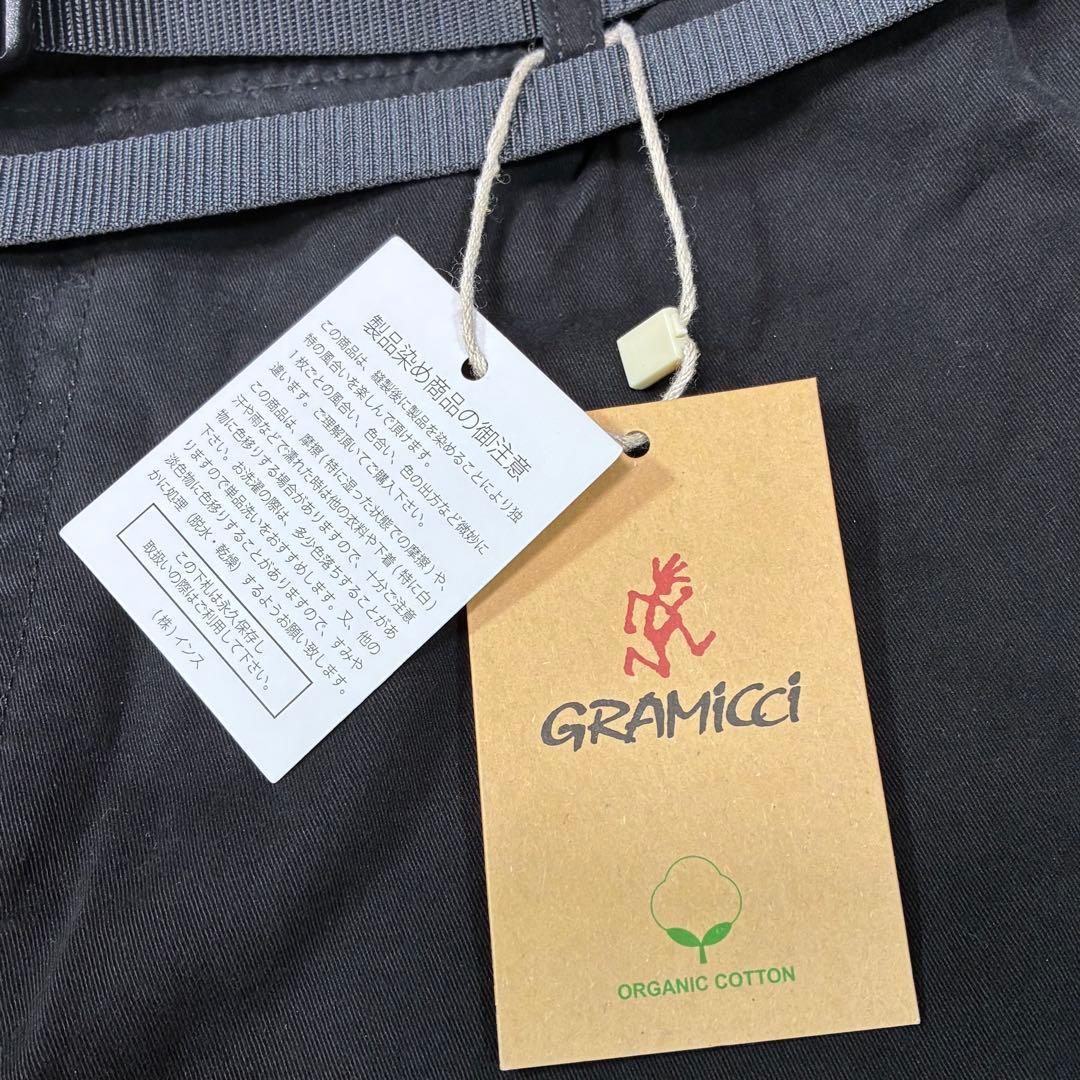 製品染め商品の御注意
この商品は、縫製後に製品を染めることにより独
特の風合いを楽しんで頂けます。
1枚ごとの風合い、色合い、色の出方など微妙に
違います。ご理解頂いてご購入下さい。
この商品は、摩擦(特に湿った状態での摩擦)や、
汗や雨などで濡れた時は他の衣料や下着(特に白
物に色移りする場合がありますので、十分ご注意
下さい。お洗濯の際は、多少色落ちすることがあ
りますので単品洗いをおすすめします。又、他の
淡色物に色移りすることがありますので、すみや
かに処理(脱水・乾燥)するようお願い致します。
この下札は永久保存し
取扱いの際はご利用して下さい。
(株)インス
GRAMiCCi
ORGANIC COTTON